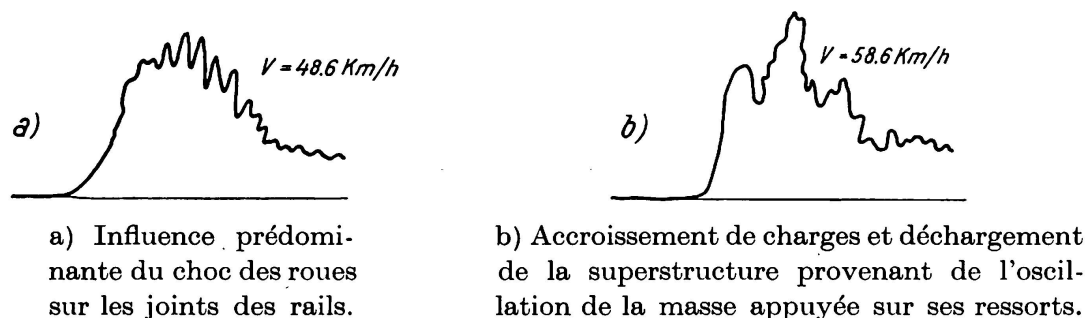 V = 48.6 Km/h
a)
a) Influence prédomi-
nante du choc des roues
sur les joints des rails.
V = 58.6 Km/h
b)
b) Accroissement de charges et déchargement
de la superstructure provenant de l'oscil-
lation de la masse appuyée sur ses ressorts.